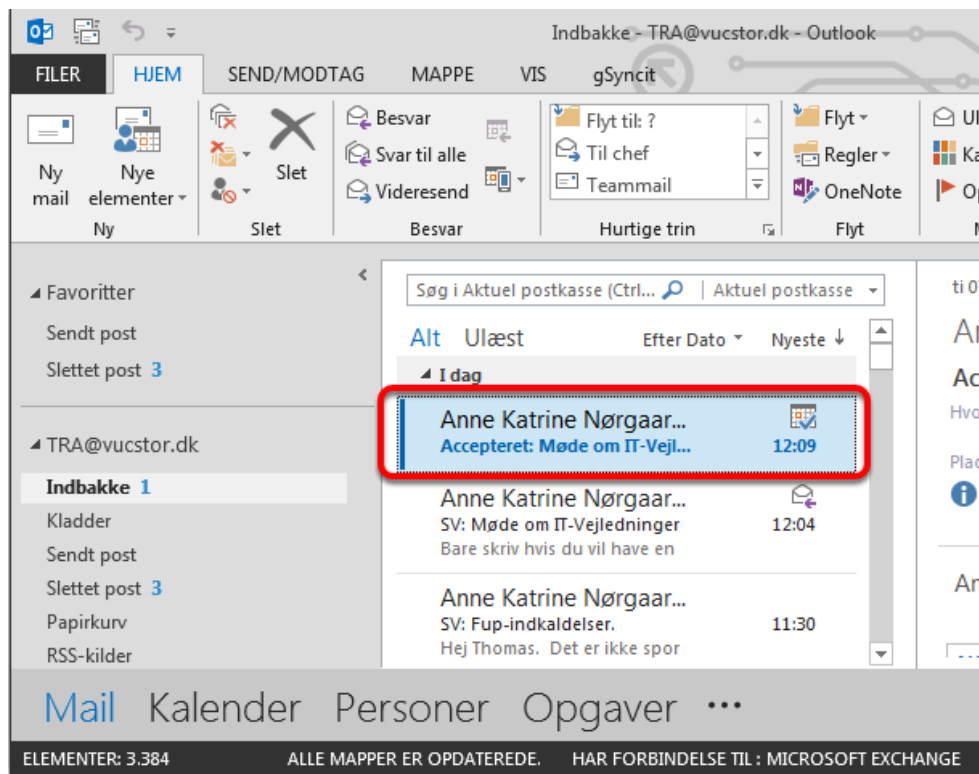 Indbakke - TRA@vucstor.dk - Outlook
FILER HJEM SEND/MODTAG MAPPE VIS gSyncit
Ny mail
Nye elementer
Slet
Ny
Slet
Besvar
Svar til alle
Videresend
Besvar
Flyt til: ?
Til chef
Teammail
Hurtige trin
Flyt
Regler
OneNote
Flyt
Favoritter
Sendt post
Slettet post 3
TRA@vucstor.dk
Indbakke 1
Kladder
Sendt post
Slettet post 3
Papirkurv
RSS-kilder
Søg i Aktuel postkasse (Ctrl... Aktuel postkasse
Alt Ulæst Efter Dato Nyeste
I dag
Anne Katrine Nørgaar...
Accepteret: Møde om IT-Vejl... 12:09
Anne Katrine Nørgaar...
SV: Møde om IT-Vejledninger 12:04
Bare skriv hvis du vil have en
Anne Katrine Nørgaar...
SV: Fup-indkaldelser. 11:30
Hej Thomas. Det er ikke spor
ti 0
Ac
Hvo
Plac
Mail Kalender Personer Opgaver ...
ELEMENTER: 3.384 ALLE MAPPER ER OPDATEREDE. HAR FORBINDELSE TIL : MICROSOFT EXCHANGE